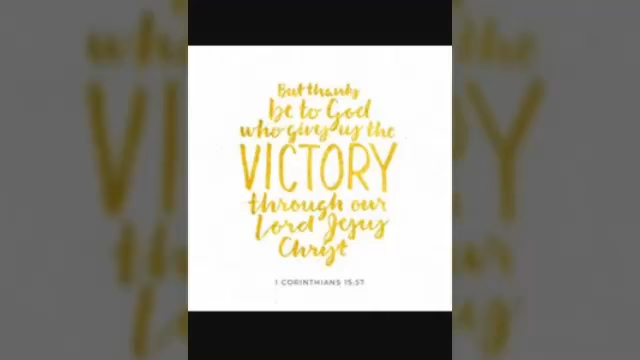 But thanks
be to God
who gives us the
VICTORY
through our
Lord Jesus
Christ
1 CORINTHIANS 15:57